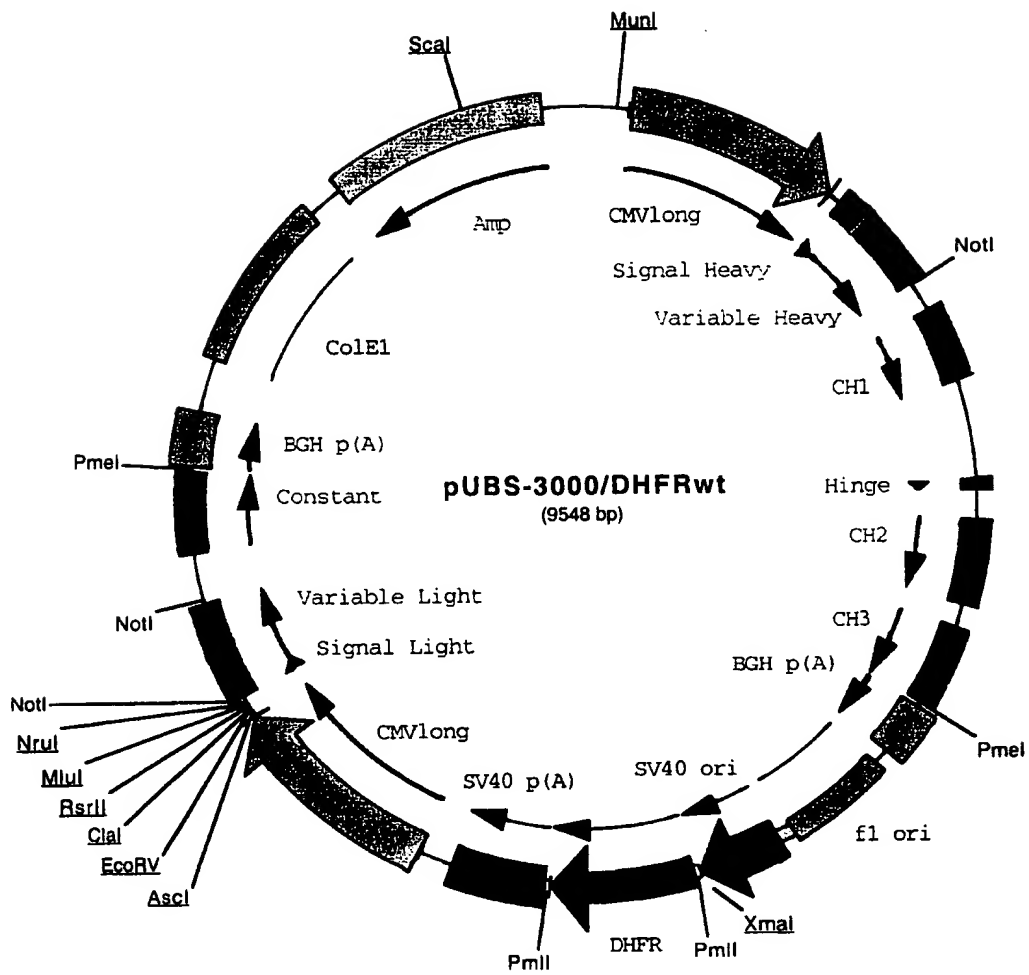 MunI
ScaI
Amp
CMVlong
NotI
Signal Heavy
Variable Heavy
ColE1
CH1
BGH p(A)
PmeI
pUBS-3000/DHFRwt
(9548 bp)
Hinge
Constant
CH2
Variable Light
NotI
CH3
Signal Light
BGH p(A)
NotI
NruI
CMVlong
PmeI
MluI
SV40 p(A)
SV40 ori
RsrII
ClaI
f1 ori
EcoRV
AscI
XmaI
DHFR
PmlI
PmlI